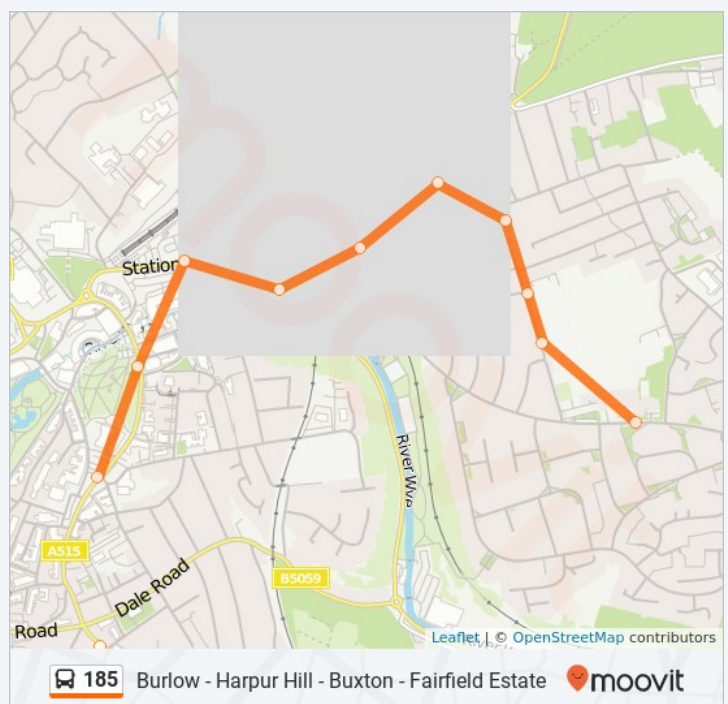 Station
A515
Dale Road
B5059
Road
River Wye
Leaflet | © OpenStreetMap contributors
185 Burlow - Harpur Hill - Buxton - Fairfield Estate
moovit